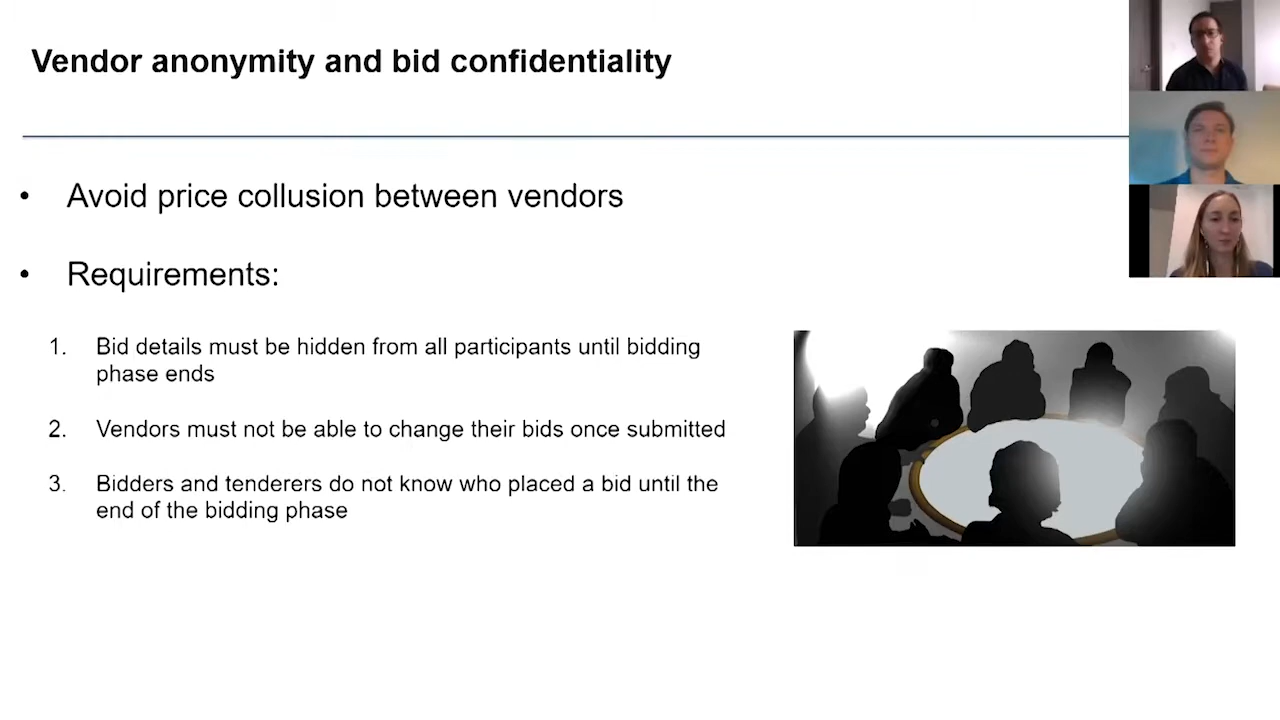 Vendor anonymity and bid confidentiality
• Avoid price collusion between vendors
• Requirements:
1. Bid details must be hidden from all participants until bidding
phase ends
2. Vendors must not be able to change their bids once submitted
3. Bidders and tenderers do not know who placed a bid until the
end of the bidding phase